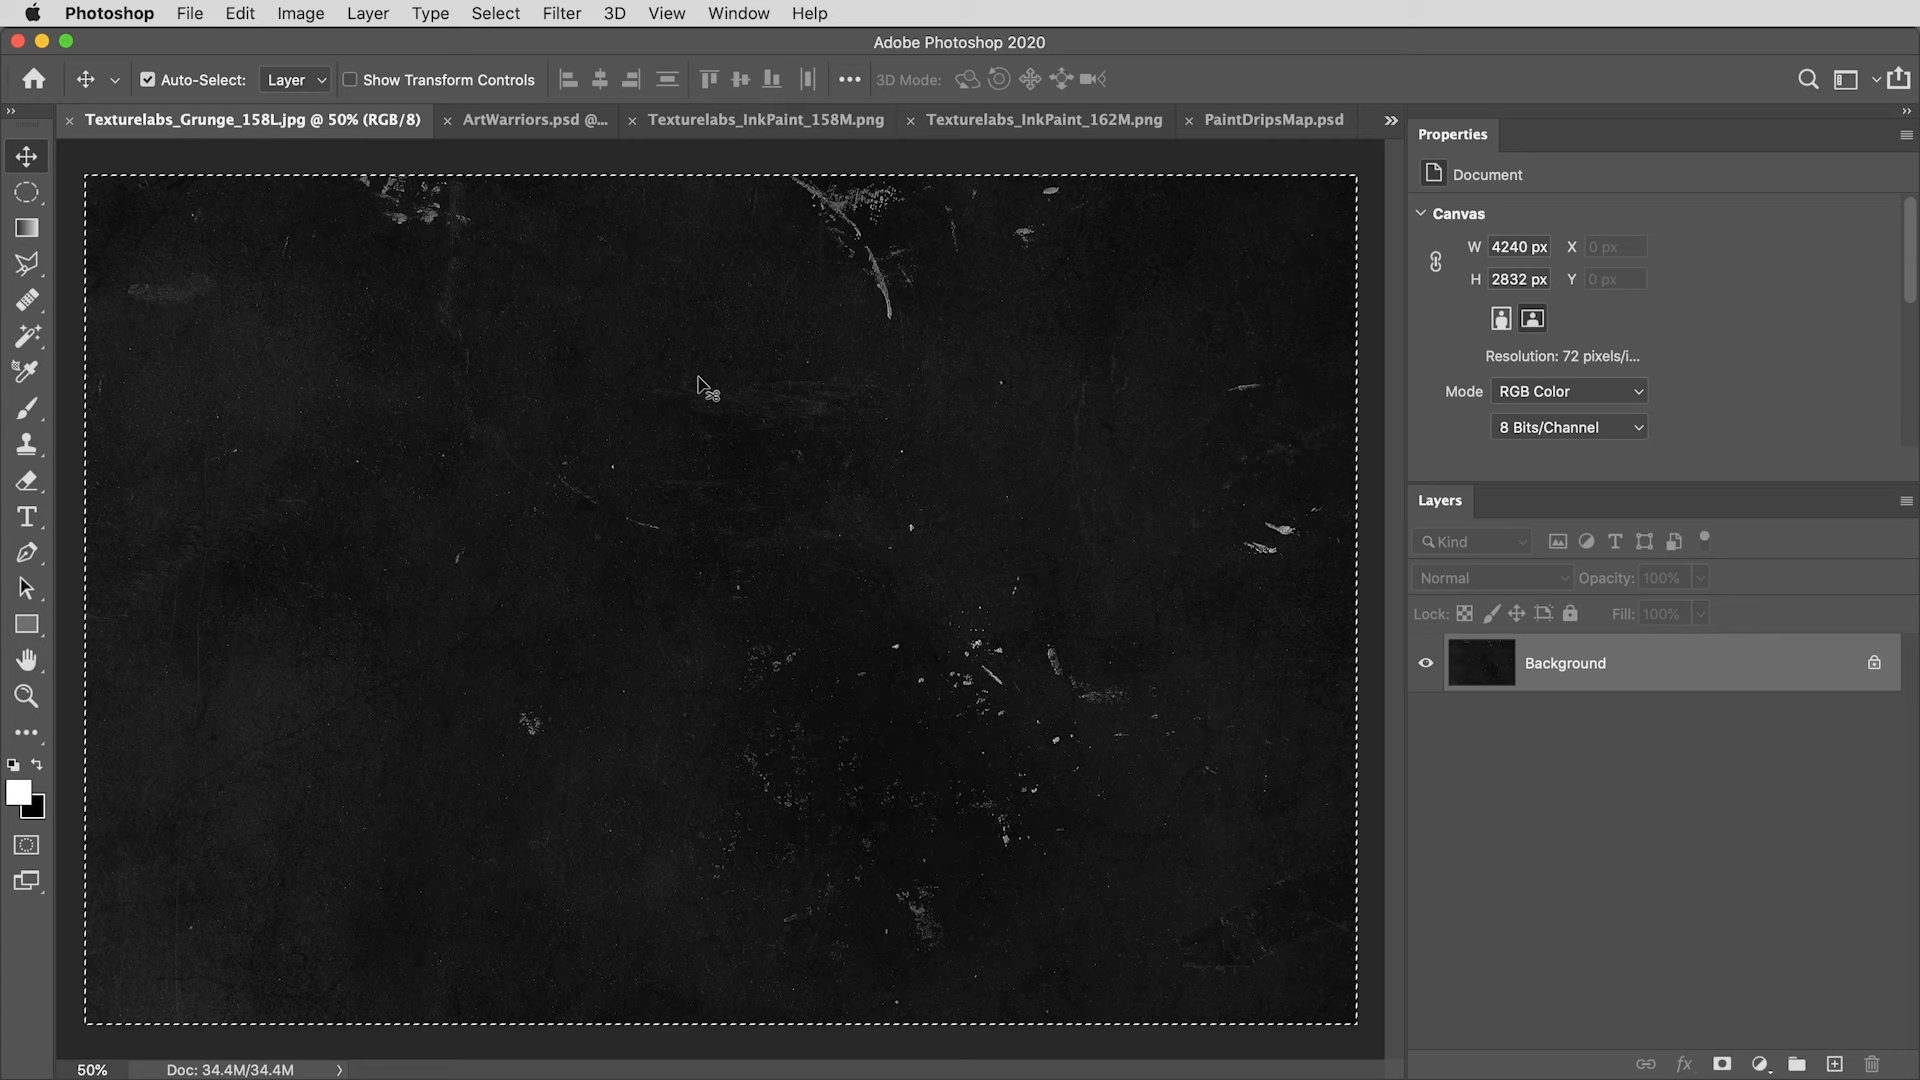 Photoshop File Edit Image Layer Type Select Filter 3D View Window Help
Adobe Photoshop 2020
Auto-Select: Layer Show Transform Controls 3D Mode:
Texturelabs_Grunge_158L.jpg @ 50% (RGB/8) ArtWarriors.psd @... Texturelabs_InkPaint_158M.png Texturelabs_InkPaint_162M.png PaintDripsMap.psd
Properties
Document
Canvas
W 4240 px X 0 px
H 2832 px Y 0 px
Resolution: 72 pixels/i...
Mode RGB Color
8 Bits/Channel
Layers
Kind
Normal Opacity: 100%
Lock: Fill: 100%
Background
fx
50% Doc: 34.4M/34.4M